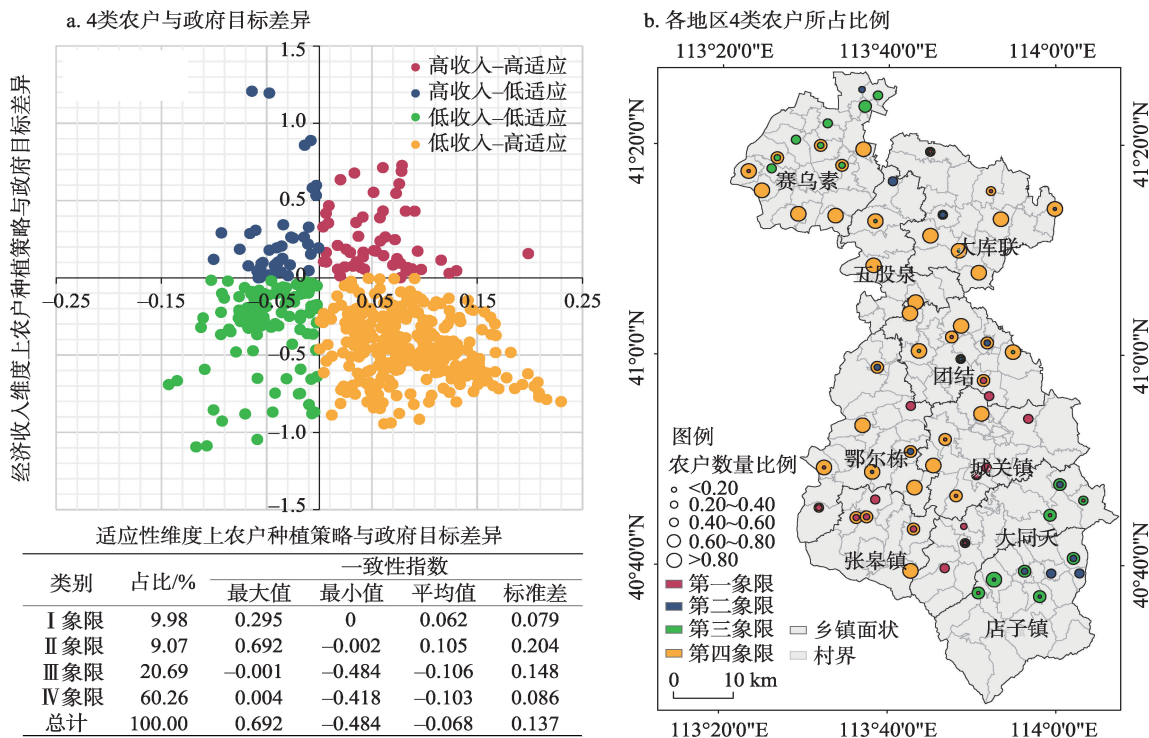 a. 4类农户与政府目标差异
经济收入维度上农户种植策略与政府目标差异
1.5
1.0
0.5
0
−0.5
−1.0
−1.5
−0.25
−0.15
−0.05
0.05
0.15
0.25
高收入−高适应
高收入−低适应
低收入−低适应
低收入−高适应
适应性维度上农户种植策略与政府目标差异
类别 占比/% 一致性指数
最大值 最小值 平均值 标准差
Ⅰ象限 9.98 0.295 0 0.062 0.079
Ⅱ象限 9.07 0.692 −0.002 0.105 0.204
Ⅲ象限 20.69 −0.001 −0.484 −0.106 0.148
Ⅳ象限 60.26 0.004 −0.418 −0.103 0.086
总计 100.00 0.692 −0.484 −0.068 0.137
b. 各地区4类农户所占比例
113°20'0"E 113°40'0"E 114°0'0"E
41°20'0"N 41°20'0"N
41°0'0"N 41°0'0"N
40°40'0"N 40°40'0"N
赛乌素
大库联
五股泉
团结
鄂尔栋
城关镇
大同夭
张皋镇
店子镇
图例
农户数量比例
<0.20
0.20~0.40
0.40~0.60
0.60~0.80
>0.80
第一象限
第二象限
第三象限
第四象限
乡镇面状
村界
0 10 km
113°20'0"E 113°40'0"E 114°0'0"E